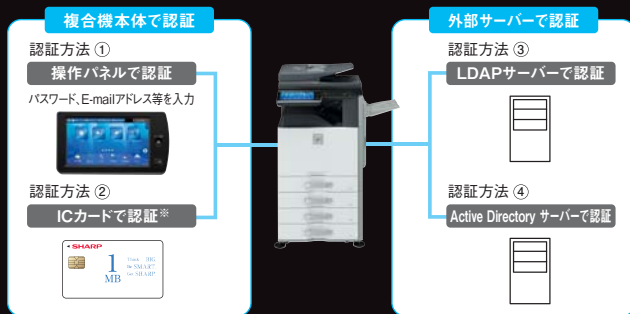 複合機本体で認証
認証方法 ①
操作パネルで認証
パスワード、E-mailアドレス等を入力
認証方法 ②
ICカードで認証※
SHARP
1
MB
外部サーバーで認証
認証方法 ③
LDAPサーバーで認証
認証方法 ④
Active Directory サーバーで認証